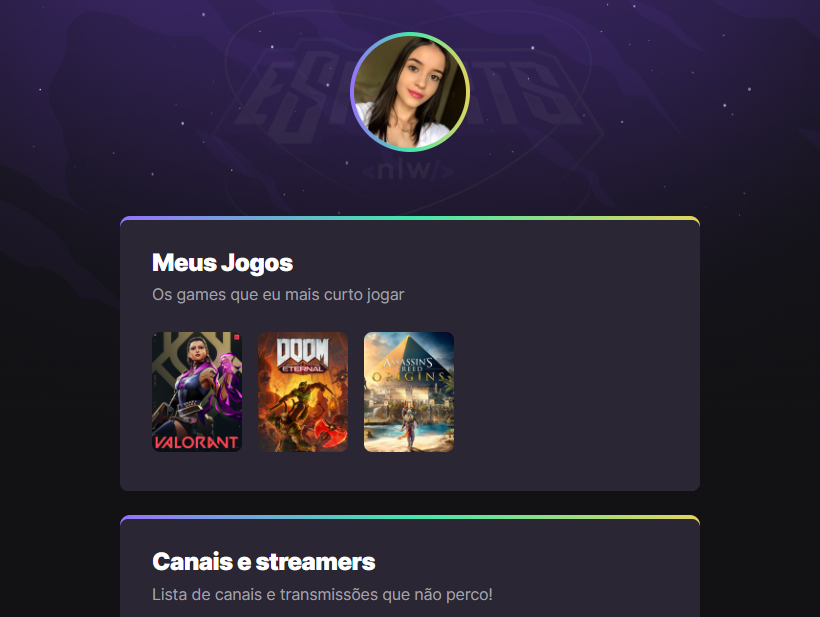 <nlw/>
Meus Jogos
Os games que eu mais curto jogar
VALORANT
DOOM
ETERNAL
ASSASSIN'S
CREED
ORIGINS
Canais e streamers
Lista de canais e transmissões que não perco!